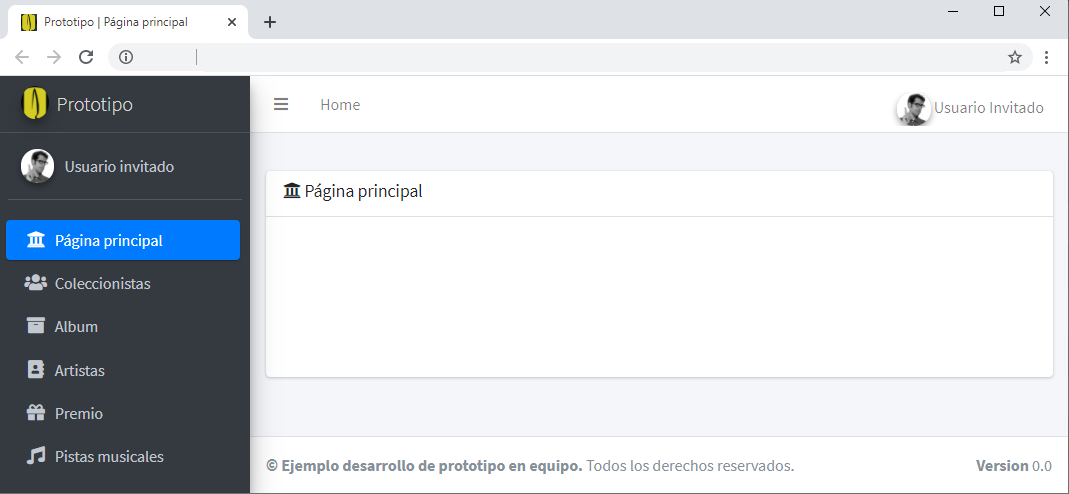 Prototipo | Página principal
Prototipo
Home
Usuario Invitado
Usuario invitado
Página principal
Página principal
Coleccionistas
Album
Artistas
Premio
Pistas musicales
© Ejemplo desarrollo de prototipo en equipo. Todos los derechos reservados.
Version 0.0